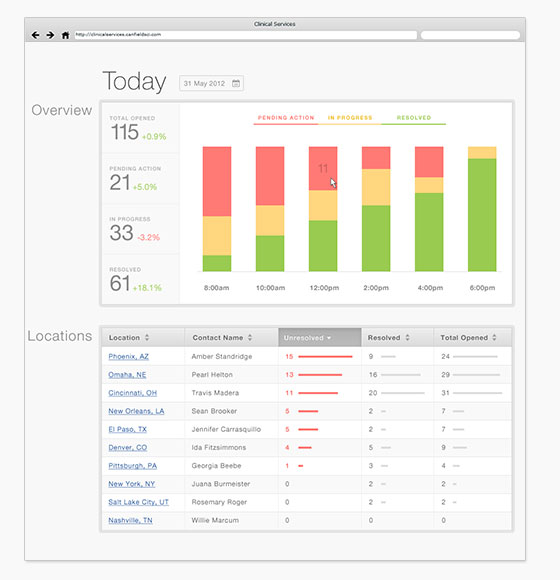 Clinical Services
http://clinicalservices.canfieldsci.com
Today
31 May 2012
Overview
TOTAL OPENED
115 +0.9%
PENDING ACTION
21 +5.0%
IN PROGRESS
33 -3.2%
RESOLVED
61 +18.1%
PENDING ACTION IN PROGRESS RESOLVED
11
8:00am 10:00am 12:00pm 2:00pm 4:00pm 6:00pm
Locations
Location Contact Name Unresolved Resolved Total Opened
Phoenix, AZ Amber Standridge 15 9 24
Omaha, NE Pearl Helton 13 16 29
Cincinnati, OH Travis Madera 11 20 31
New Orleans, LA Sean Brooker 5 2 7
El Paso, TX Jennifer Carrasquillo 5 2 7
Denver, CO Ida Fitzsimmons 4 5 9
Pittsburgh, PA Georgia Beebe 1 3 4
New York, NY Juana Burmeister 0 2 2
Salt Lake City, UT Rosemary Roger 0 2 2
Nashville, TN Willie Marcum 0 0 0